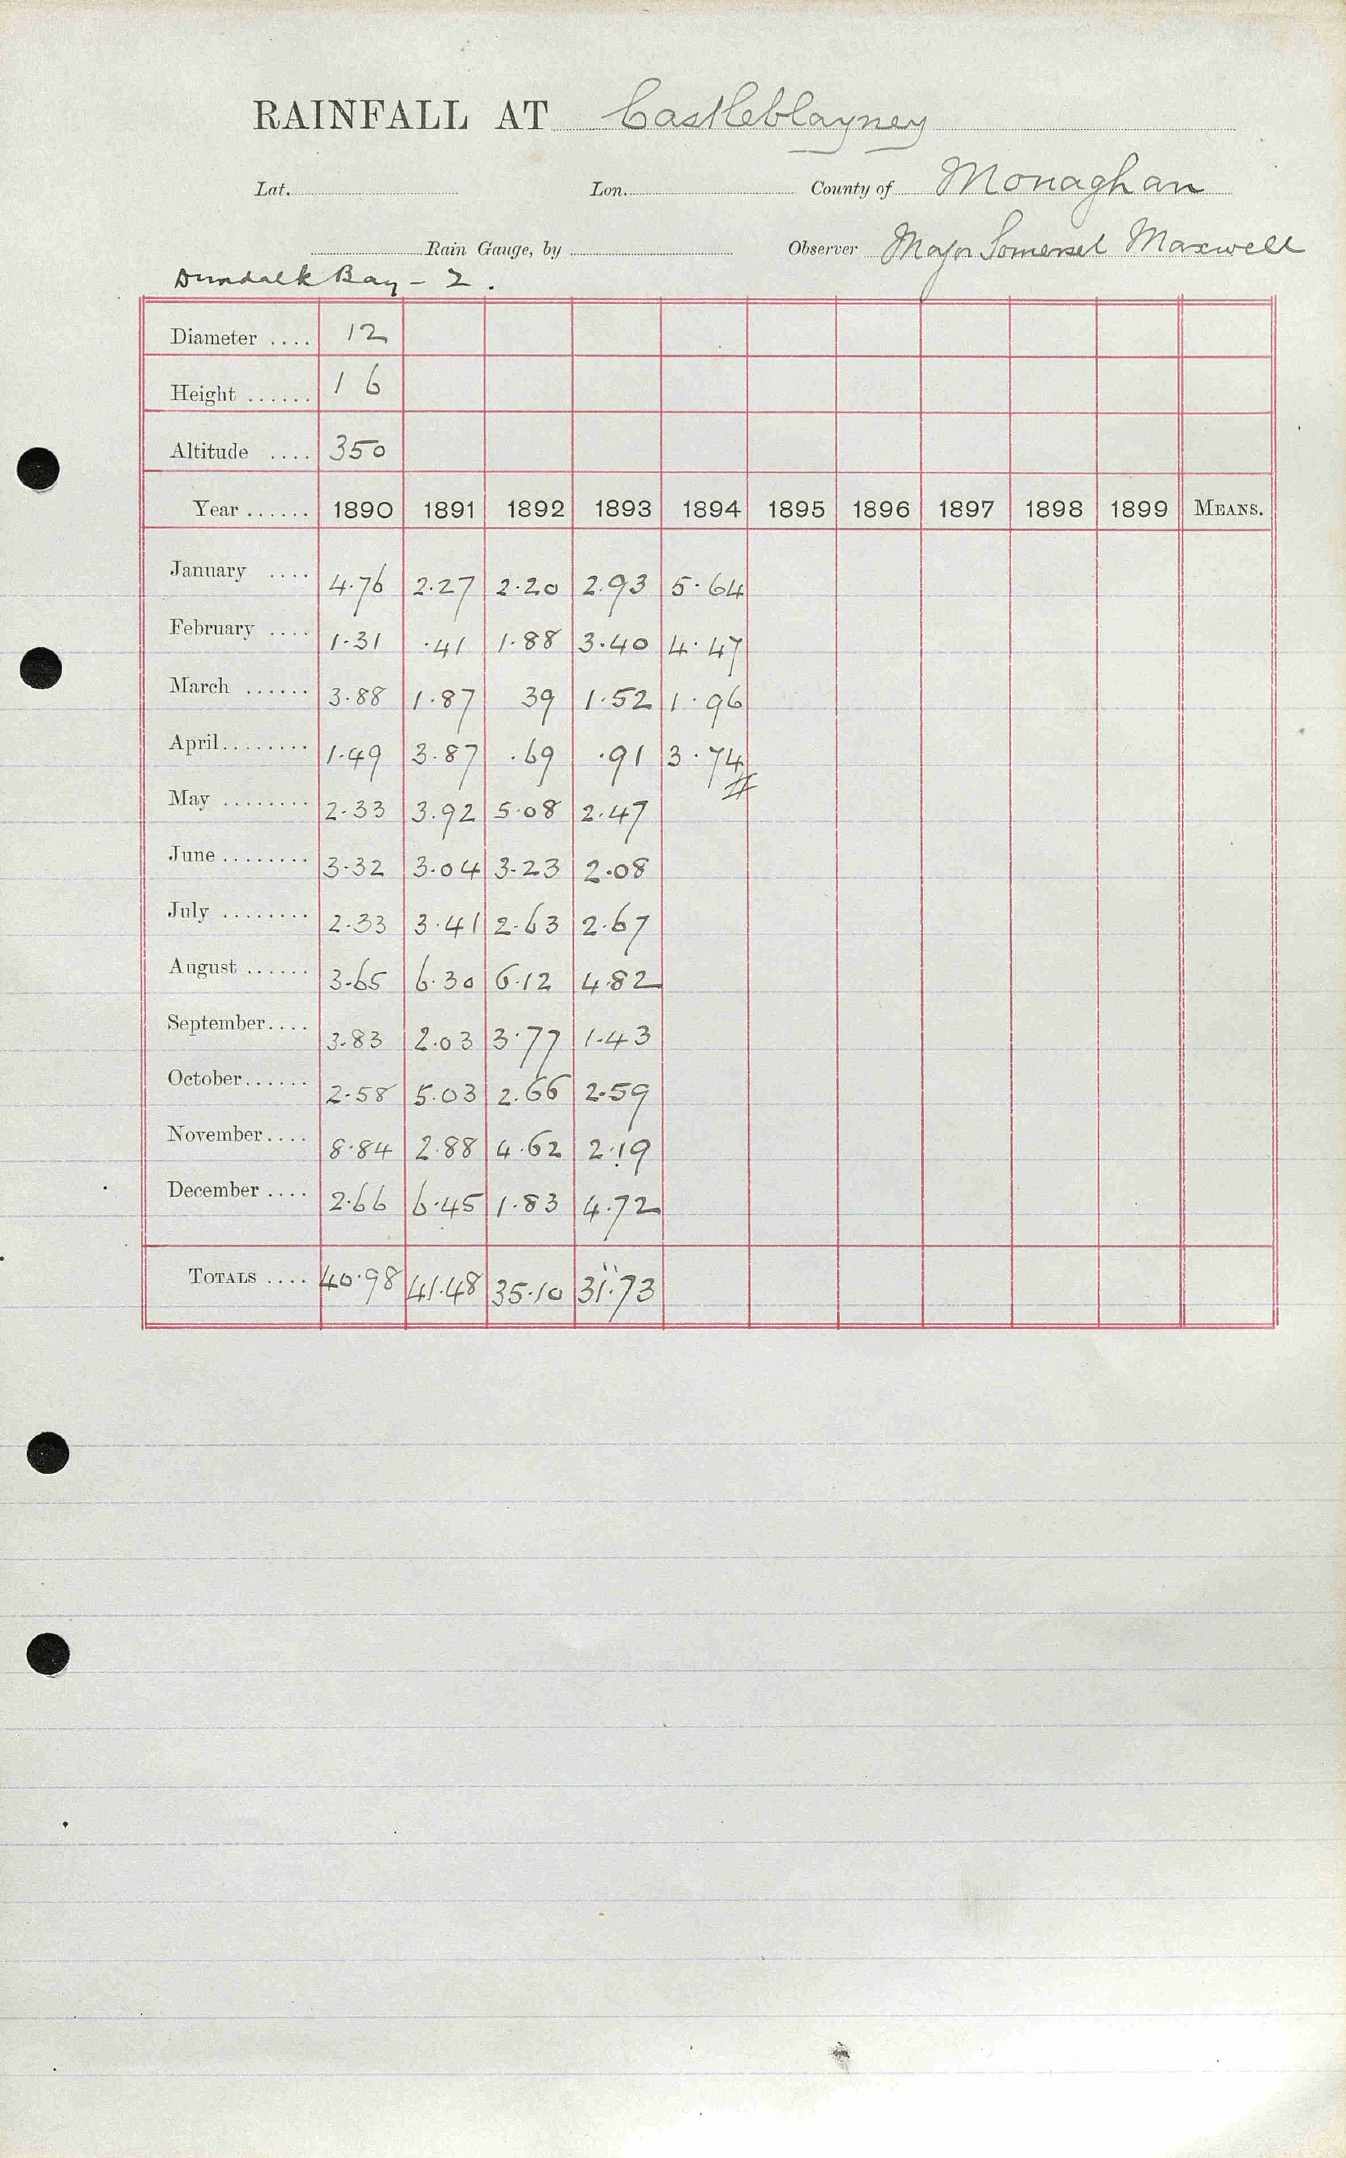 RAINFALL AT Castleblayney
Lat. Lon. County of Monaghan
Rain Gauge, by Observer Major Somerset Maxwell
Dundalk Bay - 2.
Diameter .... 12
Height ...... 1 6
Altitude .... 350
Year ...... 1890 1891 1892 1893 1894 1895 1896 1897 1898 1899 MEANS.
January .... 4.76 2.27 2.20 2.93 5.64
February .... 1.31 .41 1.88 3.40 4.47
March ...... 3.88 1.87 39 1.52 1.96
April ........ 1.49 3.87 .69 .91 3.74 #
May ........ 2.33 3.92 5.08 2.47
June ........ 3.32 3.04 3.23 2.08
July ........ 2.33 3.41 2.63 2.67
August ...... 3.65 6.30 6.12 4.82
September.... 3.83 2.03 3.77 1.43
October...... 2.58 5.03 2.66 2.59
November.... 8.84 2.88 4.62 2.19
December .... 2.66 6.45 1.83 4.72
TOTALS .... 40.98 41.48 35.10 31.73